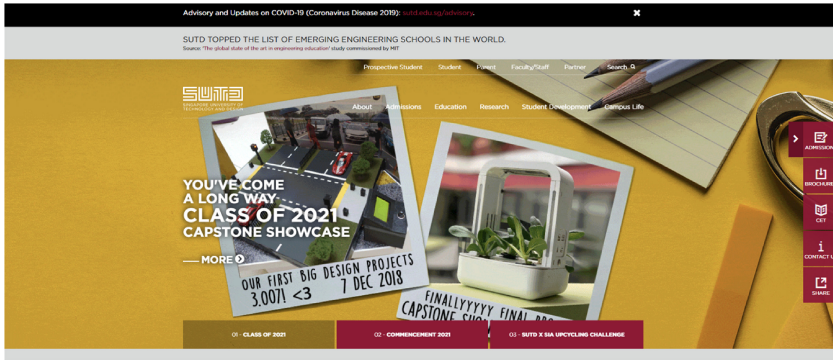 Advisory and Updates on COVID-19 (Coronavirus Disease 2019): sutd.edu.sg/advisory.
SUTD TOPPED THE LIST OF EMERGING ENGINEERING SCHOOLS IN THE WORLD.
Source: 'The global state of the art in engineering education' study commissioned by MIT
Prospective Student Student Parent Faculty/Staff Partner Search
SUTD
SINGAPORE UNIVERSITY OF
TECHNOLOGY AND DESIGN
About Admissions Education Research Student Development Campus Life
ADMISSION
BROCHURE
CET
CONTACT U
SHARE
YOU'VE COME
A LONG WAY
CLASS OF 2021
CAPSTONE SHOWCASE
MORE
OUR FIRST BIG DESIGN PROJECTS
3.007! <3 7 DEC 2018
FINALLYYYYY FINAL
CAPSTONE
01 - CLASS OF 2021
02 - COMMENCEMENT 2021
03 - SUTD X SIA UPCYCLING CHALLENGE